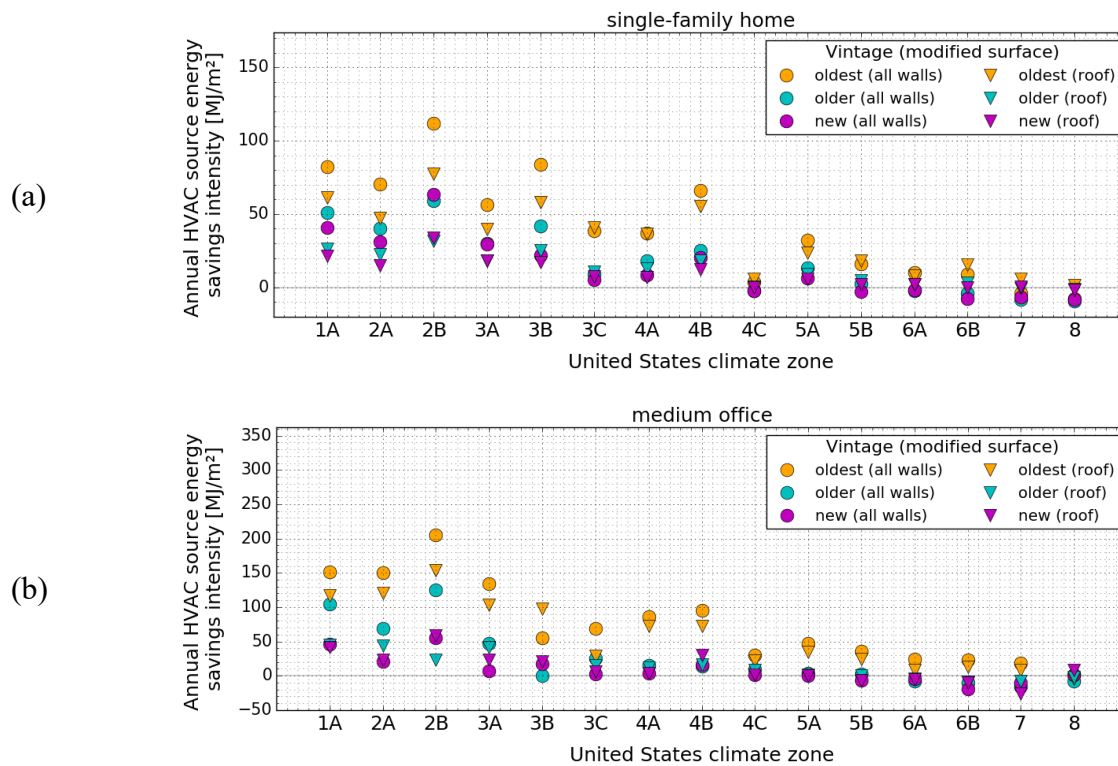 (a)
single-family home
Annual HVAC source energy
savings intensity [MJ/m²]
150
100
50
0
Vintage (modified surface)
oldest (all walls) oldest (roof)
older (all walls) older (roof)
new (all walls) new (roof)
1A 2A 2B 3A 3B 3C 4A 4B 4C 5A 5B 6A 6B 7 8
United States climate zone
(b)
medium office
Annual HVAC source energy
savings intensity [MJ/m²]
350
300
250
200
150
100
50
0
−50
Vintage (modified surface)
oldest (all walls) oldest (roof)
older (all walls) older (roof)
new (all walls) new (roof)
1A 2A 2B 3A 3B 3C 4A 4B 4C 5A 5B 6A 6B 7 8
United States climate zone